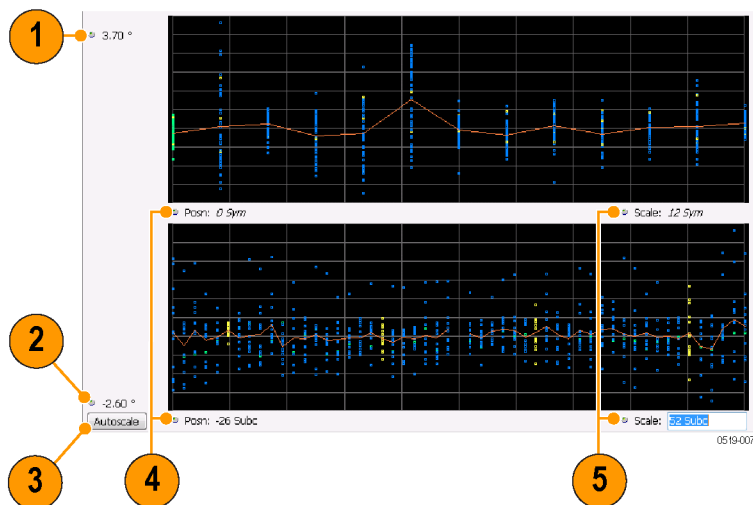 1
3.70 °
Posn: 0 Sym
Scale: 12 Sym
2
-2.60 °
Autoscale
Posn: -26 Subc
Scale: 52 Subc
0519-007
3
4
5